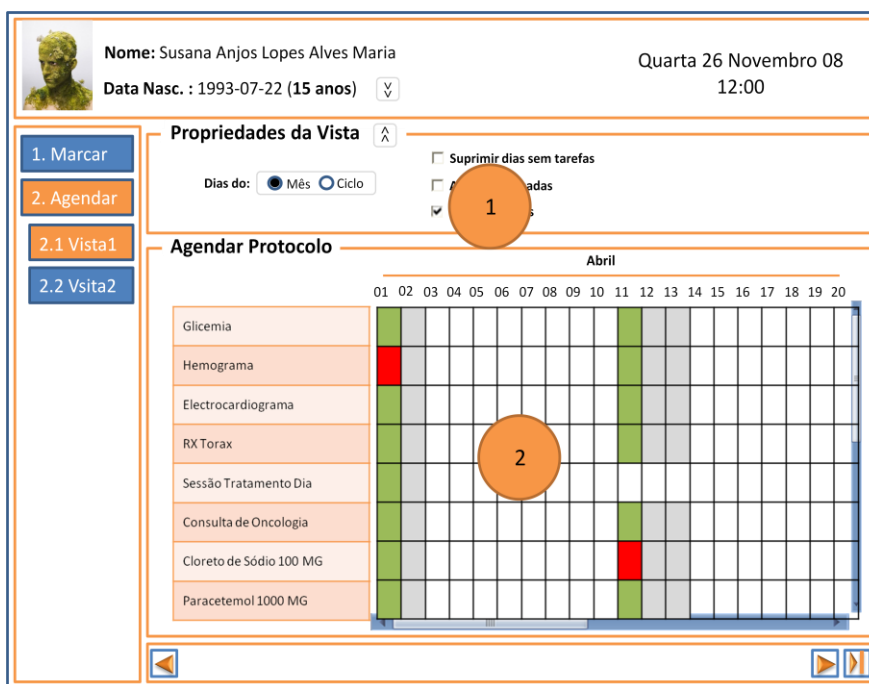 Nome: Susana Anjos Lopes Alves Maria
Data Nasc. : 1993-07-22 (15 anos)
Quarta 26 Novembro 08
12:00
1. Marcar
2. Agendar
2.1 Vista1
2.2 Vsita2
Propriedades da Vista
Dias do: Mês Ciclo
Suprimir dias sem tarefas
1
Agendar Protocolo
Abril
01 02 03 04 05 06 07 08 09 10 11 12 13 14 15 16 17 18 19 20
Glicemia
Hemograma
Electrocardiograma
RX Torax
Sessão Tratamento Dia
2
Consulta de Oncologia
Cloreto de Sódio 100 MG
Paracetemol 1000 MG